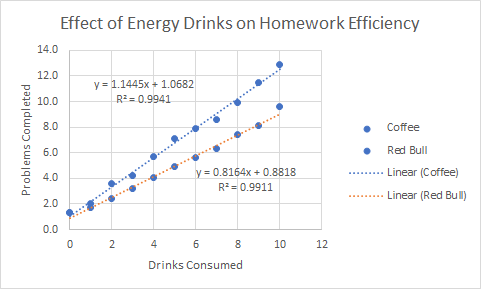 Effect of Energy Drinks on Homework Efficiency
14.0
12.0
10.0
8.0
6.0
4.0
2.0
0.0
Problems Completed
y = 1.1445x + 1.0682
R² = 0.9941
y = 0.8164x + 0.8818
R² = 0.9911
0 2 4 6 8 10 12
Drinks Consumed
Coffee
Red Bull
Linear (Coffee)
Linear (Red Bull)